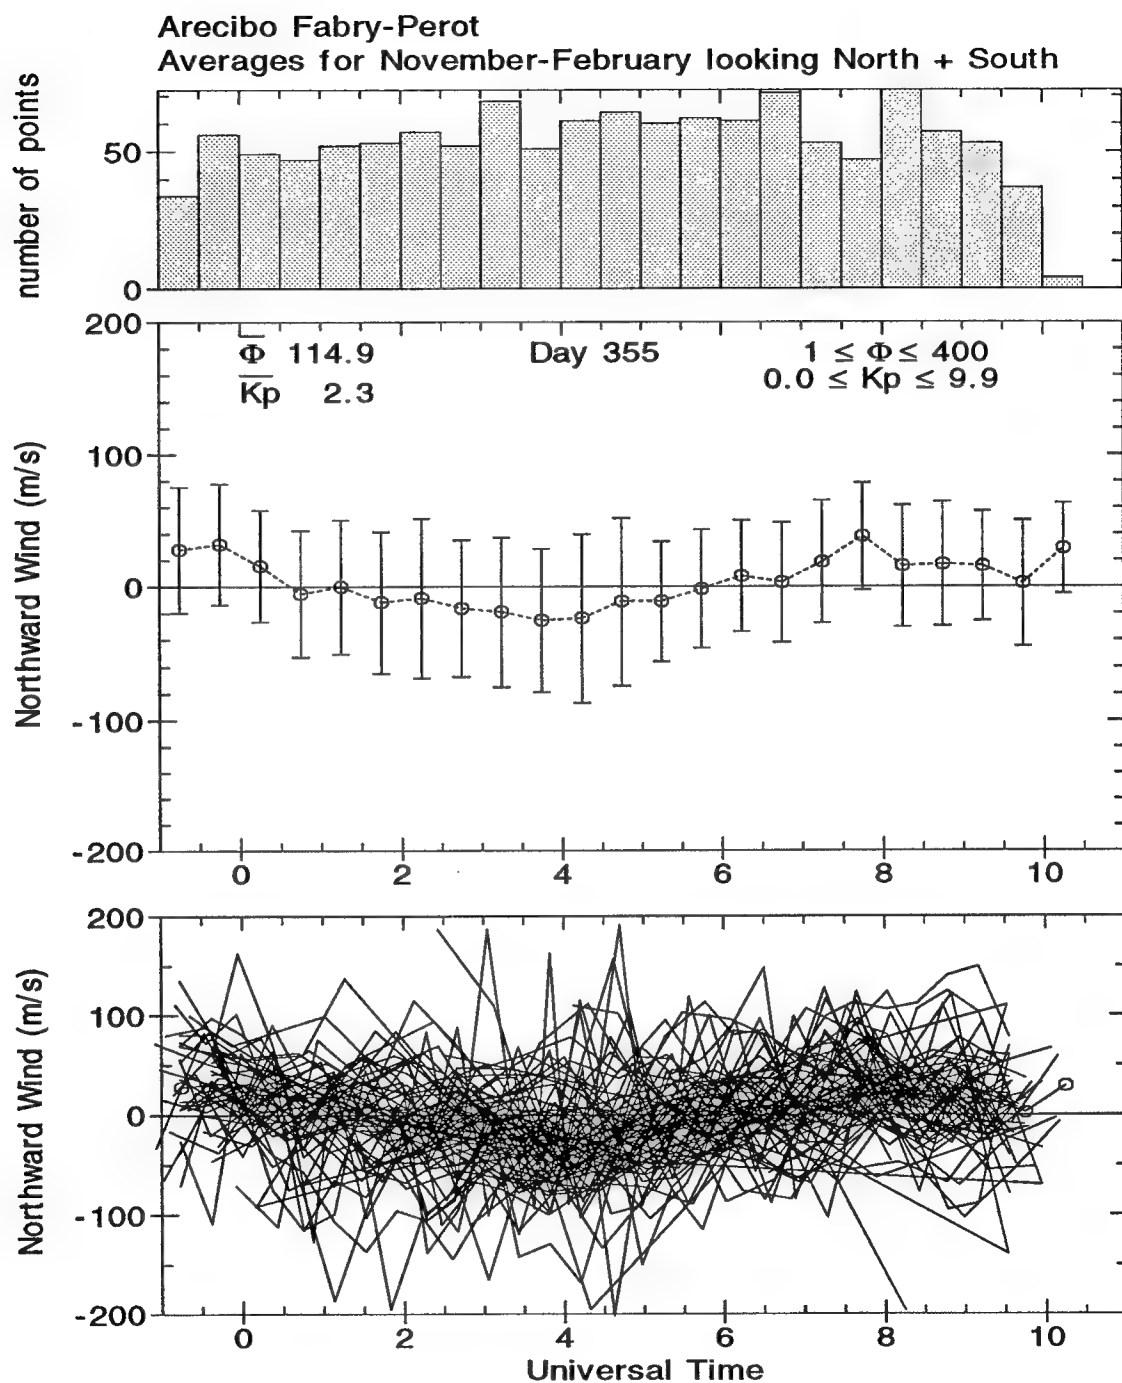 Arecibo Fabry-Perot
Averages for November-February looking North + South
number of points
50
0
200
100
0
-100
-200
Northward Wind (m/s)
Φ 114.9
Kp 2.3
Day 355
1 ≤ Φ ≤ 400
0.0 ≤ Kp ≤ 9.9
0 2 4 6 8 10
200
100
0
-100
-200
Northward Wind (m/s)
0 2 4 6 8 10
Universal Time